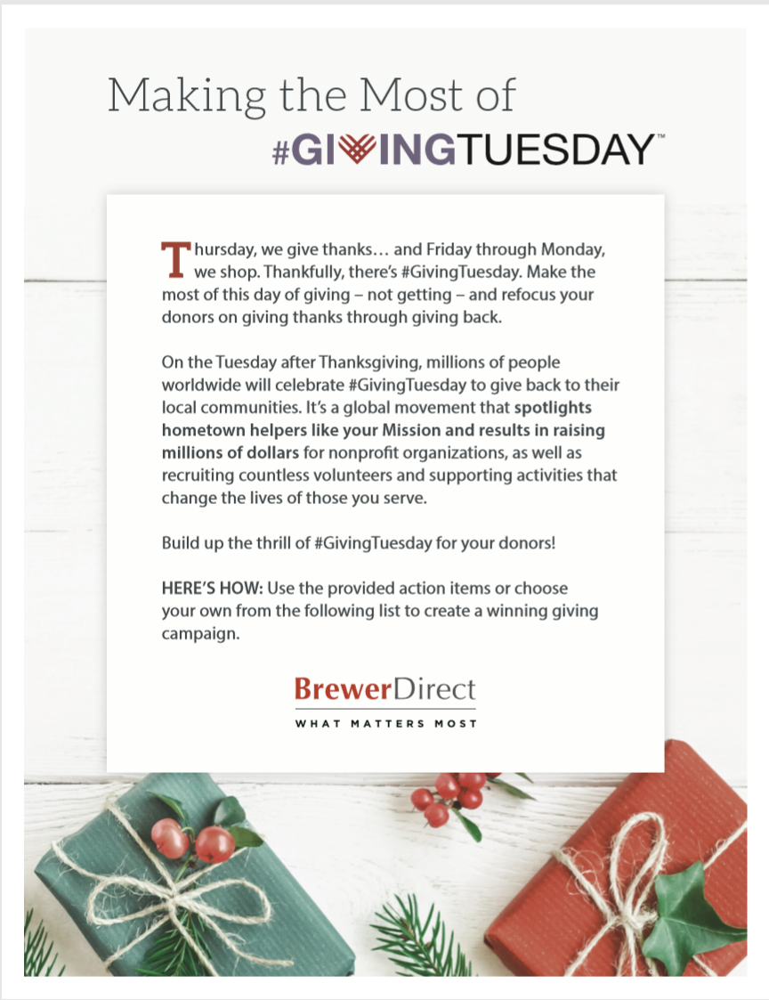 Making the Most of
#GIVINGTUESDAY™
Thursday, we give thanks… and Friday through Monday,
we shop. Thankfully, there’s #GivingTuesday. Make the
most of this day of giving – not getting – and refocus your
donors on giving thanks through giving back.
On the Tuesday after Thanksgiving, millions of people
worldwide will celebrate #GivingTuesday to give back to their
local communities. It’s a global movement that spotlights
hometown helpers like your Mission and results in raising
millions of dollars for nonprofit organizations, as well as
recruiting countless volunteers and supporting activities that
change the lives of those you serve.
Build up the thrill of #GivingTuesday for your donors!
HERE’S HOW: Use the provided action items or choose
your own from the following list to create a winning giving
campaign.
BrewerDirect
WHAT MATTERS MOST